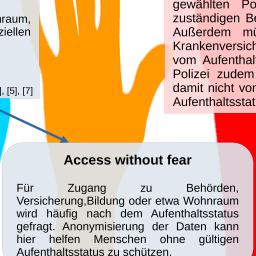 nraum,
ziellen
], [5], [7]
gewählten Po
zuständigen Be
Außerdem mü
Krankenversich
vom Aufenthal
Polizei zudem
damit nicht vor
Aufenthaltsstat
Access without fear
Für Zugang zu Behörden,
Versicherung,Bildung oder etwa Wohnraum
wird häufig nach dem Aufenthaltsstatus
gefragt. Anonymisierung der Daten kann
hier helfen Menschen ohne gültigen
Aufenthaltsstatus zu schützen.